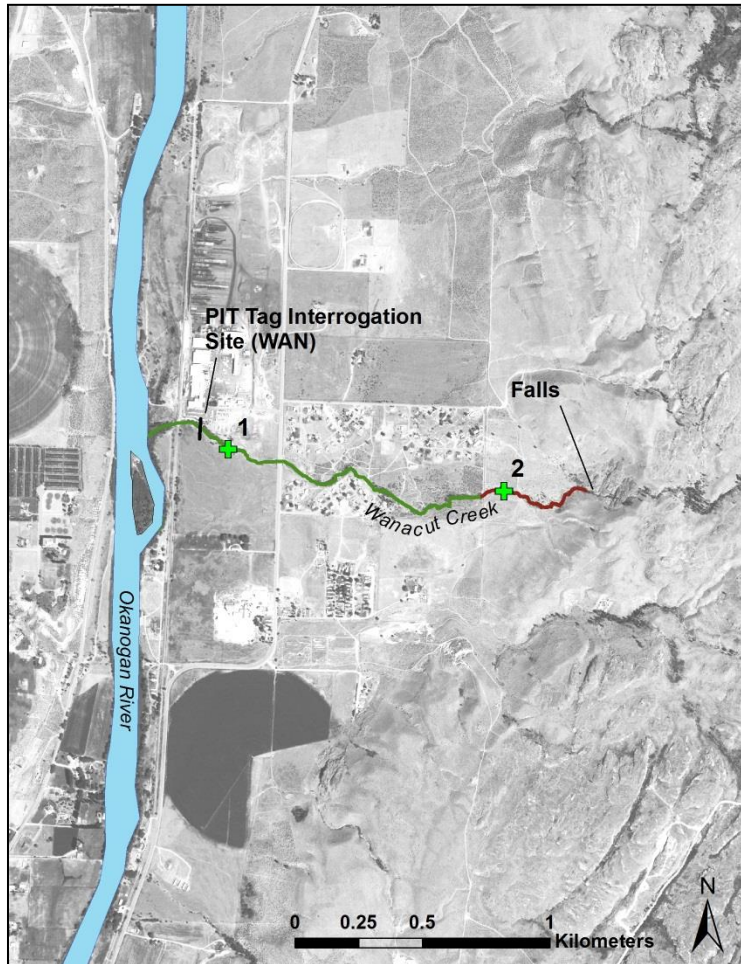 PIT Tag Interrogation
Site (WAN)
1
Falls
2
Wanacut Creek
Okanogan River
N
0 0.25 0.5 1
Kilometers